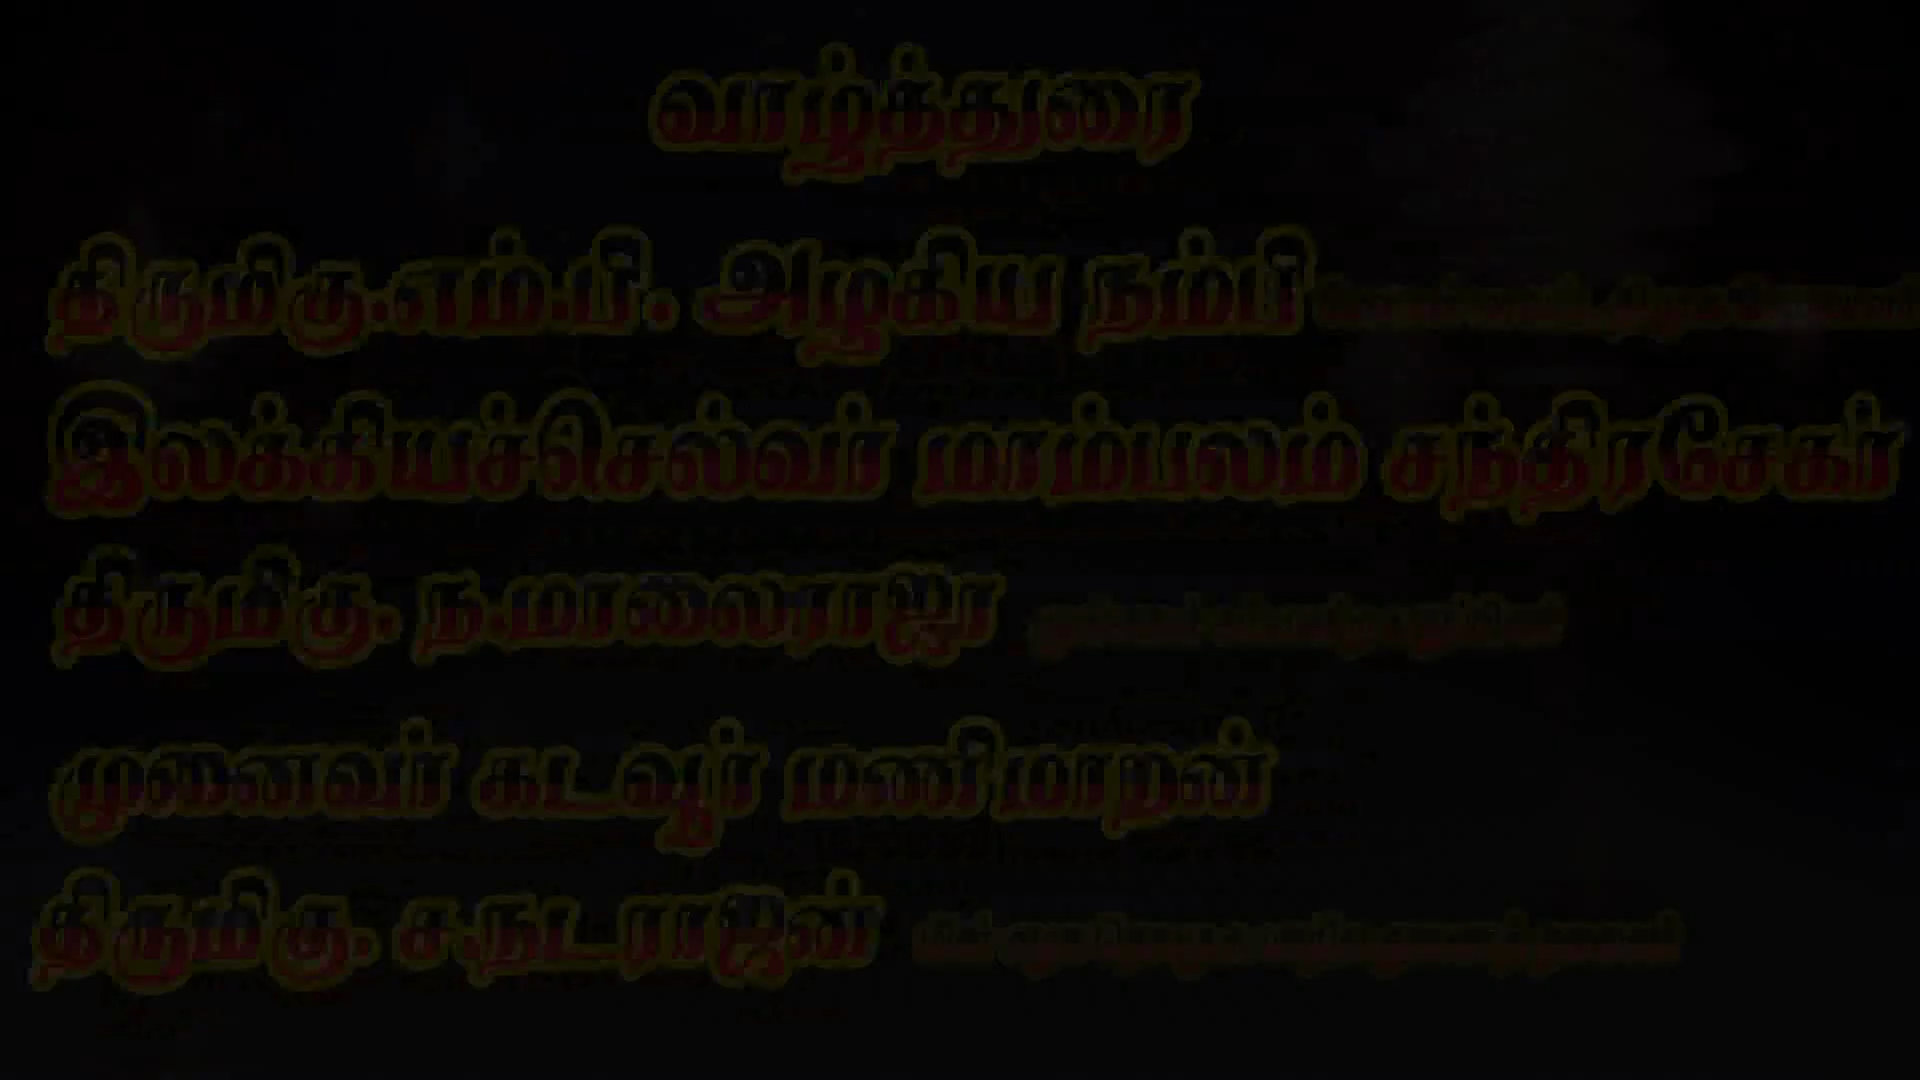 வாழ்த்துரை
திருமிகு.எம்.பி. அழகிய நம்பி
இலக்கியச்செல்வர் மாம்பலம் சந்திரசேகர்
திருமிகு. ந.மாலைராஜா
முனைவர் கடவூர் மணிமாறன்
திருமிகு. ச.நடராஜன்